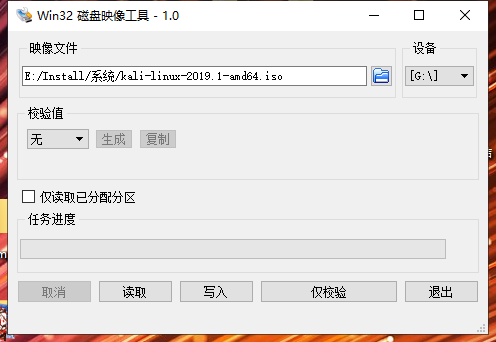 Win32 磁盘映像工具 - 1.0
映像文件
设备
E:/Install/系统/kali-linux-2019.1-amd64.iso
[G:\]
校验值
无
生成
复制
仅读取已分配分区
任务进度
取消
读取
写入
仅校验
退出